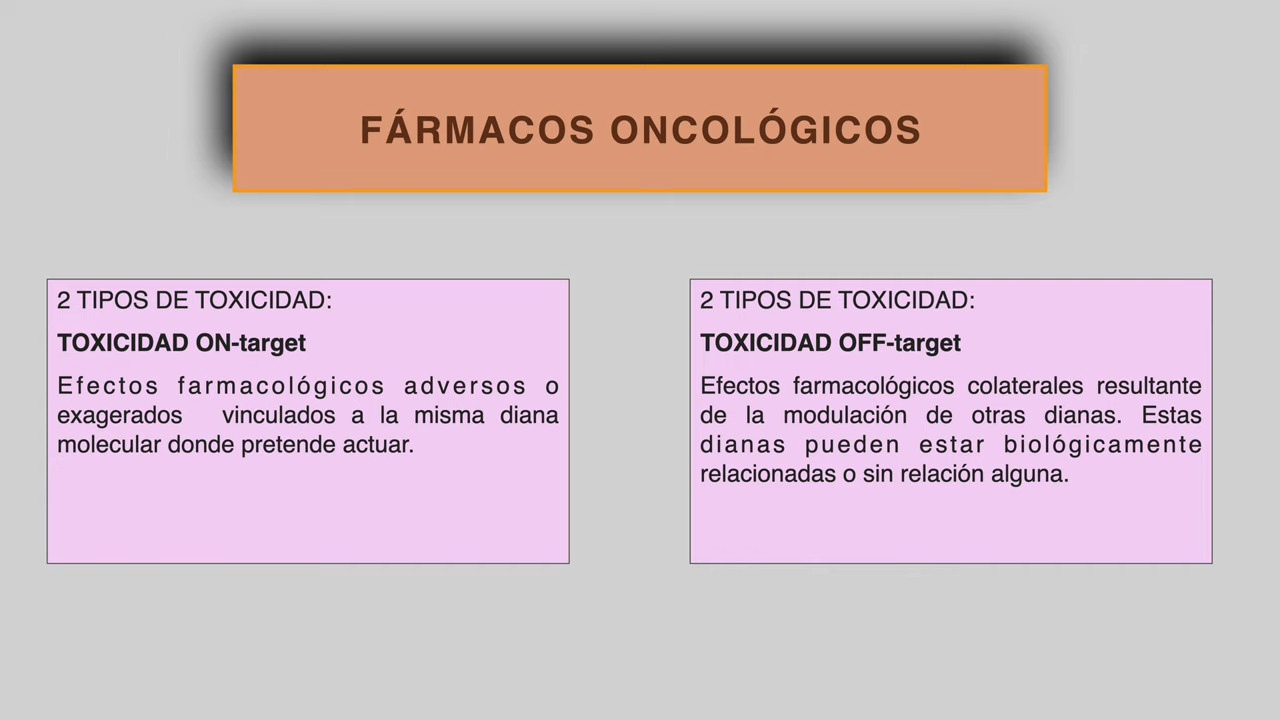 FÁRMACOS ONCOLÓGICOS
2 TIPOS DE TOXICIDAD:
TOXICIDAD ON-target
Efectos farmacológicos adversos o
exagerados vinculados a la misma diana
molecular donde pretende actuar.
2 TIPOS DE TOXICIDAD:
TOXICIDAD OFF-target
Efectos farmacológicos colaterales resultante
de la modulación de otras dianas. Estas
dianas pueden estar biológicamente
relacionadas o sin relación alguna.